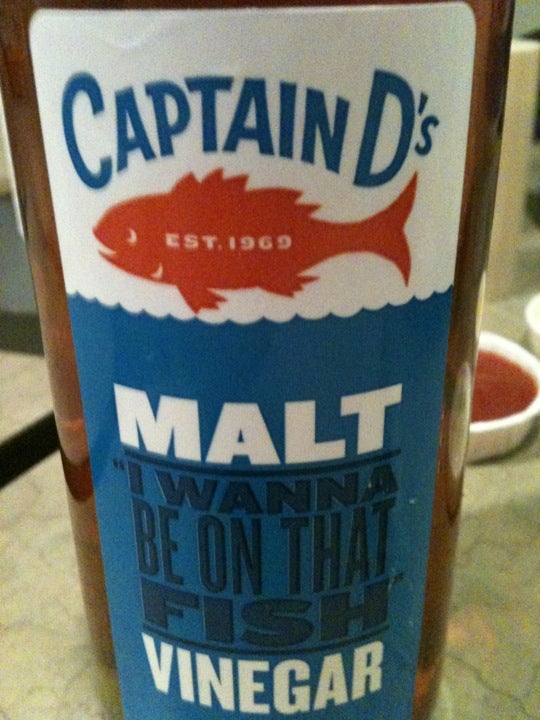 CAPTAIN D's
EST. 1969
MALT
"I WANNA
BE ON THAT
FISH"
VINEGAR